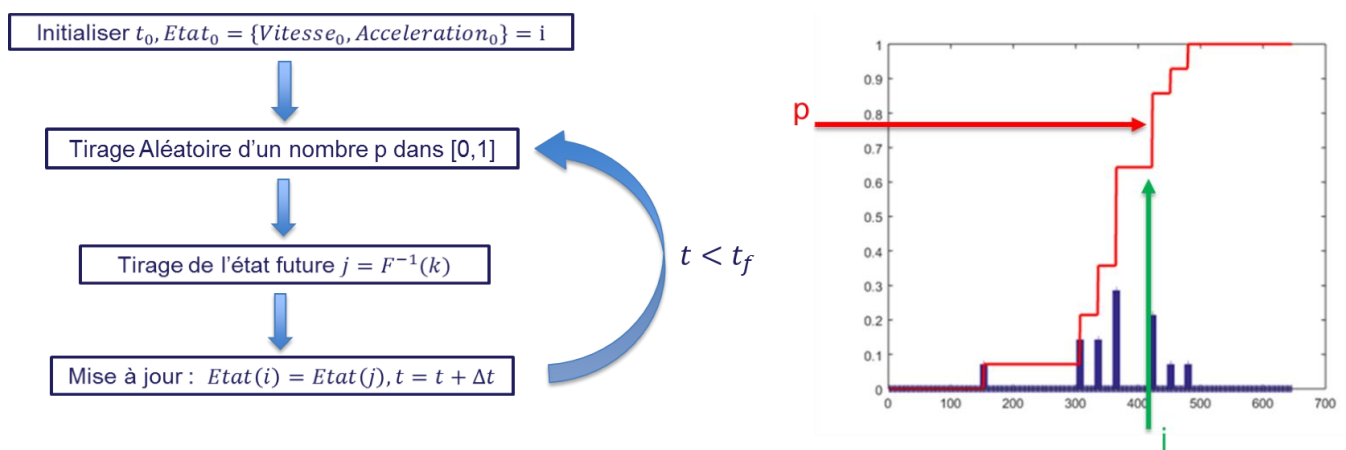 Initialiser t₀, Etat₀ = {Vitesse₀, Acceleration₀} = i
Tirage Aléatoire d'un nombre p dans [0,1]
Tirage de l'état future j = F⁻¹(k)
Mise à jour : Etat(i) = Etat(j), t = t + Δt
t < t_f
p
1
0.9
0.8
0.7
0.6
0.5
0.4
0.3
0.2
0.1
0
0 100 200 300 400 500 600 700